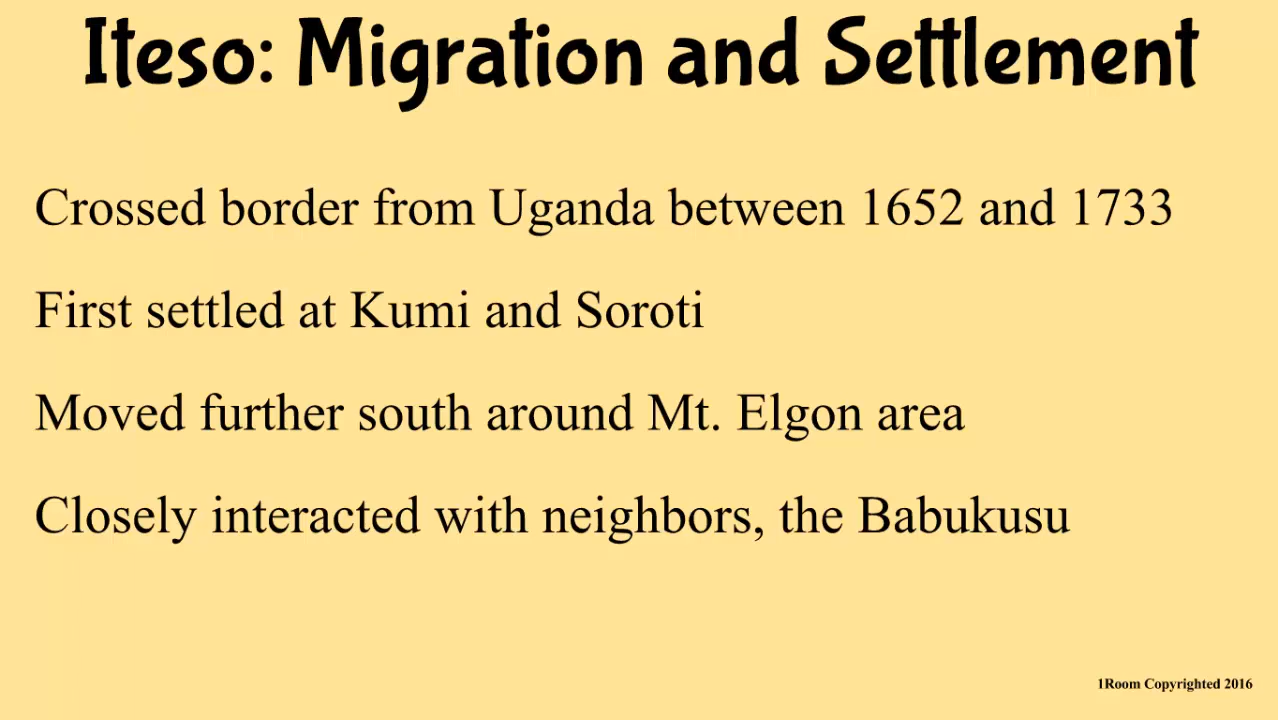 Iteso: Migration and Settlement
Crossed border from Uganda between 1652 and 1733
First settled at Kumi and Soroti
Moved further south around Mt. Elgon area
Closely interacted with neighbors, the Babukusu
1Room Copyrighted 2016